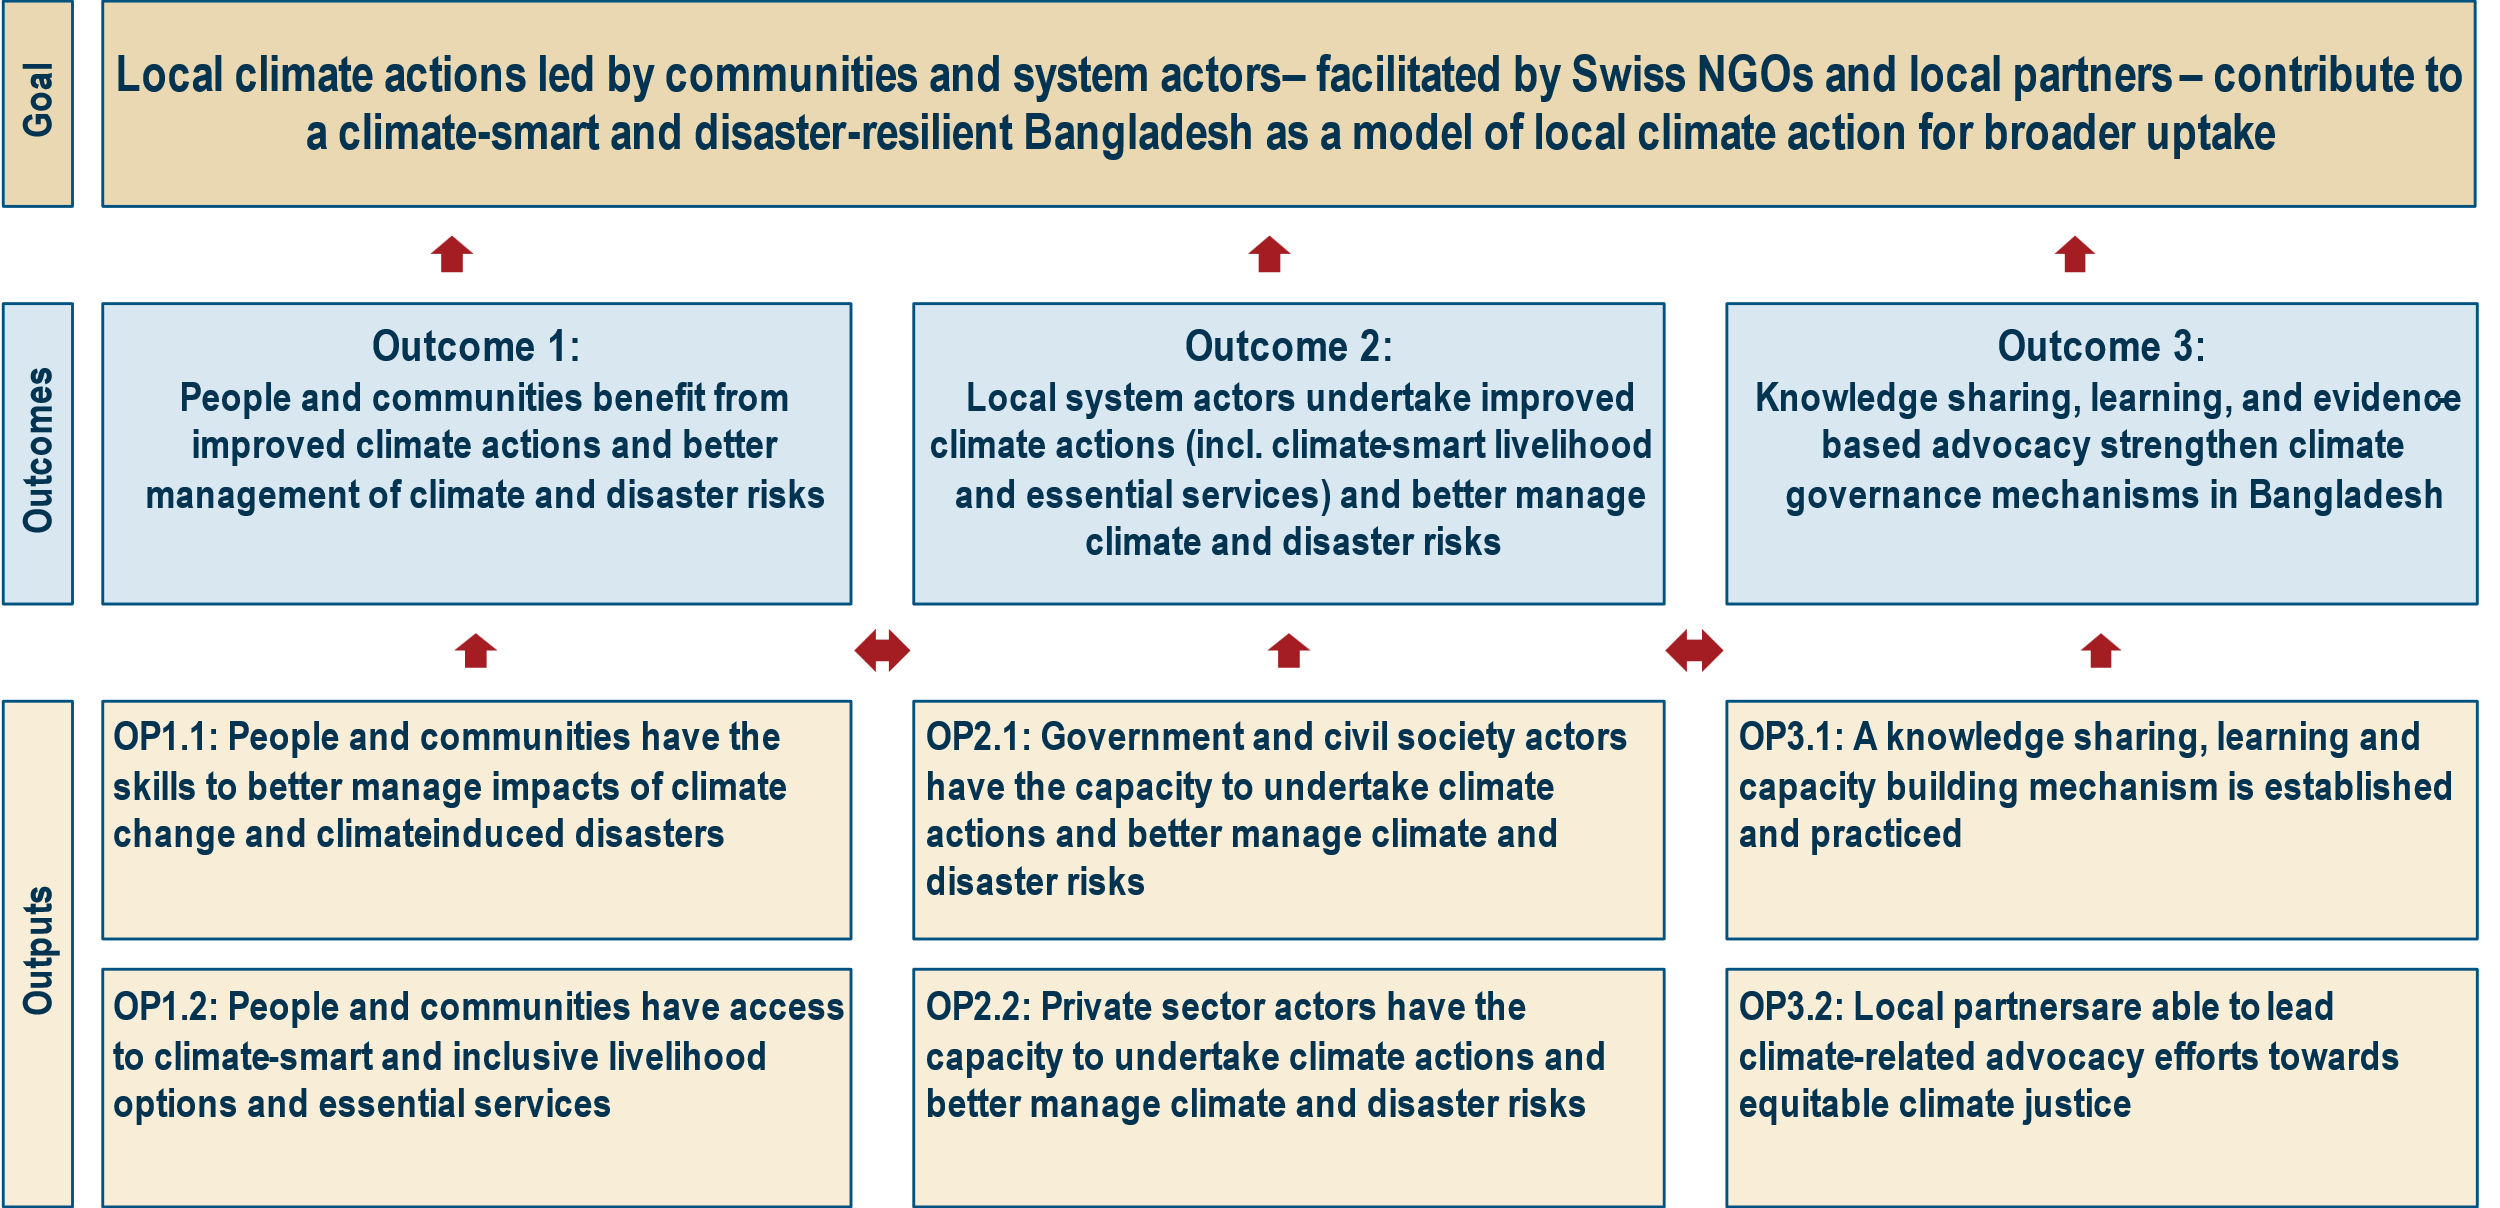 Goal
Local climate actions led by communities and system actors– facilitated by Swiss NGOs and local partners – contribute to
a climate-smart and disaster-resilient Bangladesh as a model of local climate action for broader uptake
Outcomes
Outcome 1:
People and communities benefit from
improved climate actions and better
management of climate and disaster risks
Outcome 2:
Local system actors undertake improved
climate actions (incl. climate-smart livelihood
and essential services) and better manage
climate and disaster risks
Outcome 3:
Knowledge sharing, learning, and evidence-
based advocacy strengthen climate
governance mechanisms in Bangladesh
Outputs
OP1.1: People and communities have the
skills to better manage impacts of climate
change and climateinduced disasters
OP2.1: Government and civil society actors
have the capacity to undertake climate
actions and better manage climate and
disaster risks
OP3.1: A knowledge sharing, learning and
capacity building mechanism is established
and practiced
OP1.2: People and communities have access
to climate-smart and inclusive livelihood
options and essential services
OP2.2: Private sector actors have the
capacity to undertake climate actions and
better manage climate and disaster risks
OP3.2: Local partnersare able to lead
climate-related advocacy efforts towards
equitable climate justice